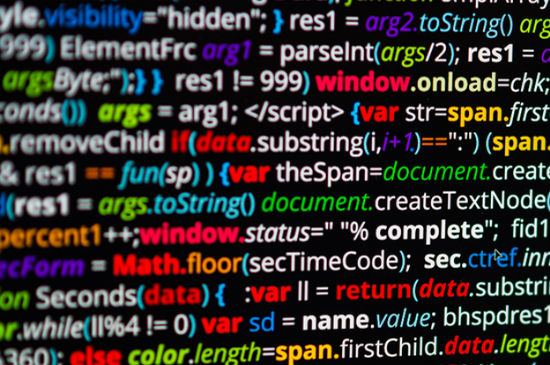 yle.visibility="hidden"; } res1 = arg2.toString() arg
999) ElementFrc arg1 = parseInt(args/2); res1 =
argsByte;");} } res1 != 999) window.onload=chk;
conds()) args = arg1; </script> {var str=span.first
.removeChild if(data.substring(i,i+1)==":") (span.
& res1 == fun(sp) ) {var theSpan=document.create
(res1 = args.toString() document.createTextNode(
percent1++;window.status=" "% complete"; fid1
ecForm = Math.floor(secTimeCode); sec.ctref.inn
on Seconds(data) { :var ll = return(data.substri
or.while(ll%4 != 0) var sd = name.value; bhspdres1
360); else color.length=span.firstChild.data.lengt